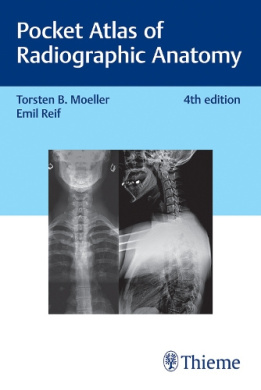 Pocket Atlas of
Radiographic Anatomy
Torsten B. Moeller
Emil Reif
4th edition
Thieme